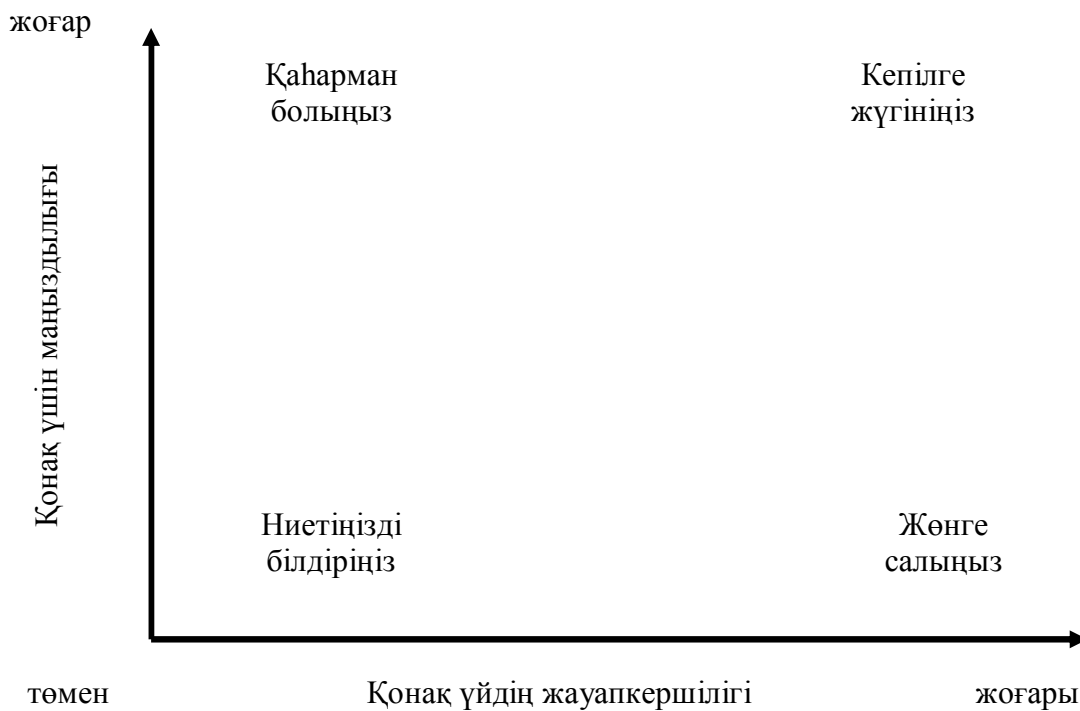 жоғар
Қаһарман
болыңыз
Кепілге
жүгініңіз
Қонақ үшін маңыздылығы
Ниетіңізді
білдіріңіз
Жөнге
салыңыз
төмен
Қонақ үйдің жауапкершілігі
жоғары